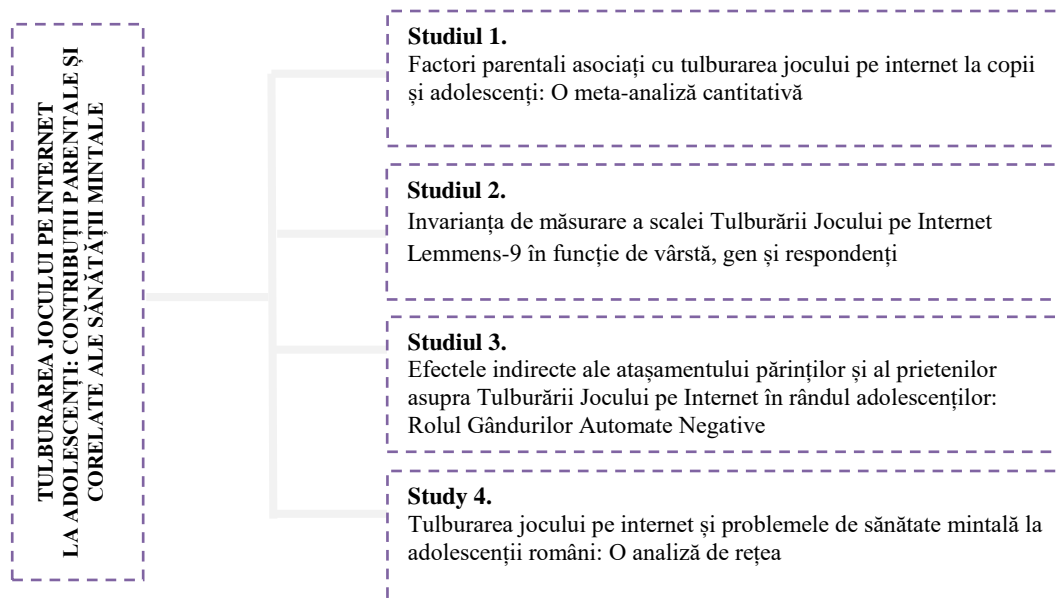 TULBURAREA JOCULUI PE INTERNET
LA ADOLESCENȚI: CONTRIBUȚII PARENTALE ȘI
CORELATE ALE SĂNĂTĂȚII MINTALE
Studiul 1.
Factori parentali asociați cu tulburarea jocului pe internet la copii
și adolescenți: O meta-analiză cantitativă
Studiul 2.
Invarianța de măsurare a scalei Tulburării Jocului pe Internet
Lemmens-9 în funcție de vârstă, gen și respondenți
Studiul 3.
Efectele indirecte ale atașamentului părinților și al prietenilor
asupra Tulburării Jocului pe Internet în rândul adolescenților:
Rolul Gândurilor Automate Negative
Study 4.
Tulburarea jocului pe internet și problemele de sănătate mintală la
adolescenții români: O analiză de rețea